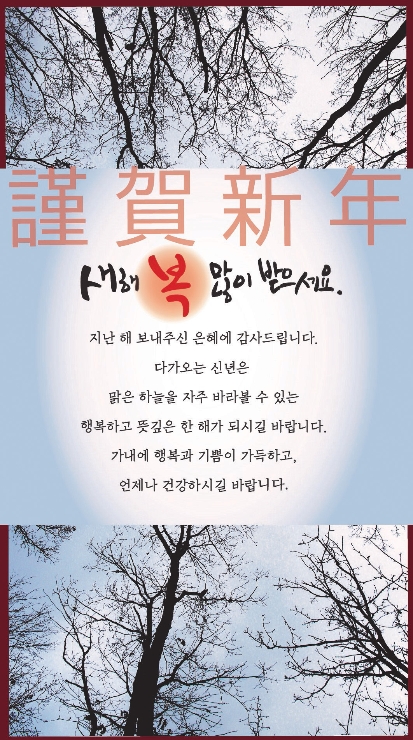 謹賀新年
새해 복 많이 받으세요.
지난 해 보내주신 은혜에 감사드립니다.
다가오는 신년은
맑은 하늘을 자주 바라볼 수 있는
행복하고 뜻깊은 한 해가 되시길 바랍니다.
가내에 행복과 기쁨이 가득하고,
언제나 건강하시길 바랍니다.